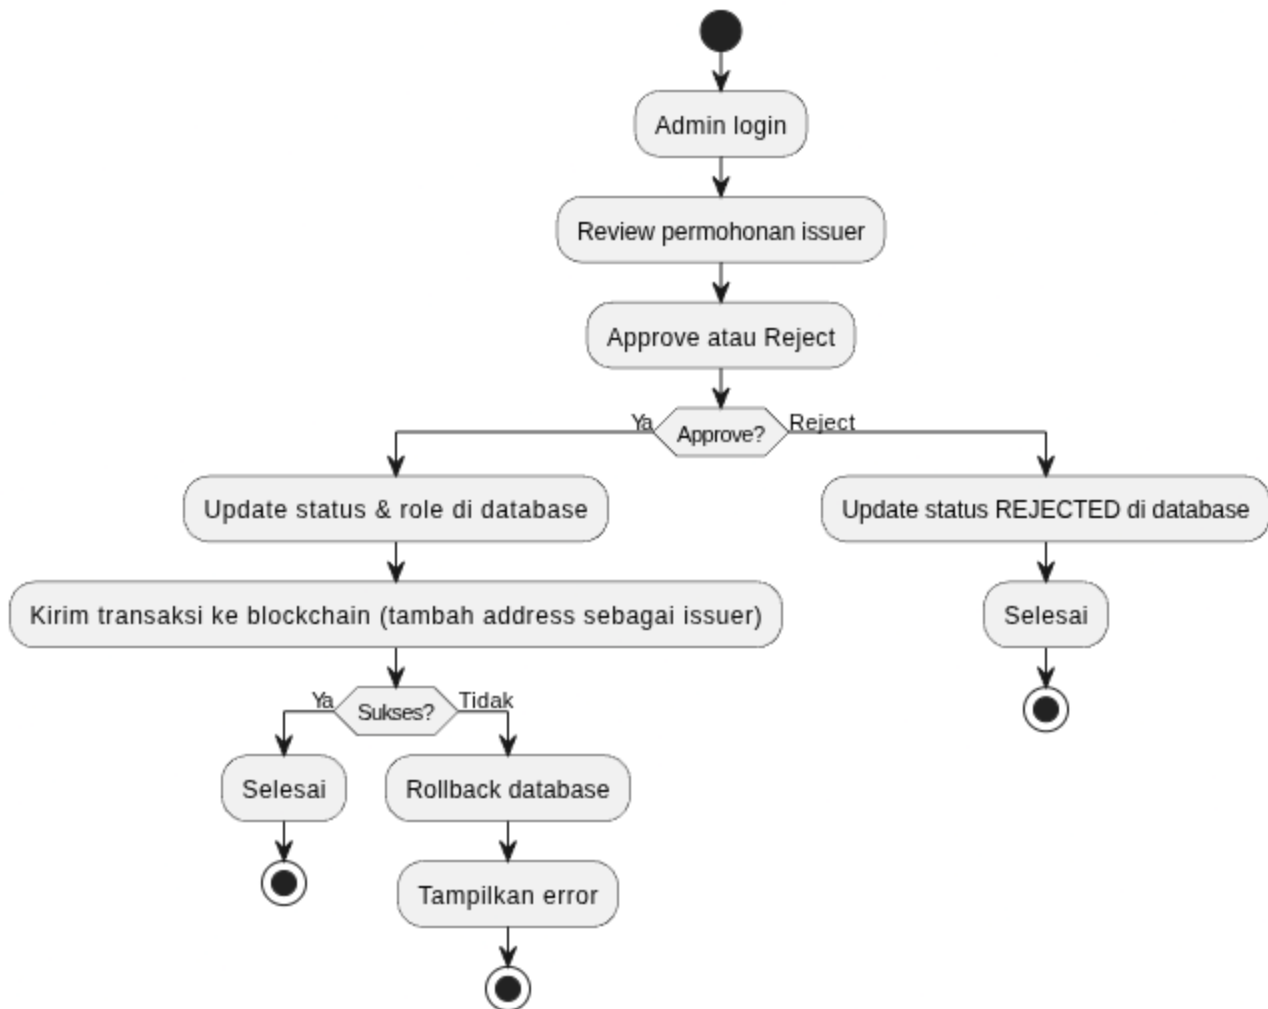 Admin login
Review permohonan issuer
Approve atau Reject
Ya
Approve?
Reject
Update status & role di database
Update status REJECTED di database
Kirim transaksi ke blockchain (tambah address sebagai issuer)
Selesai
Ya
Sukses?
Tidak
Selesai
Rollback database
Tampilkan error